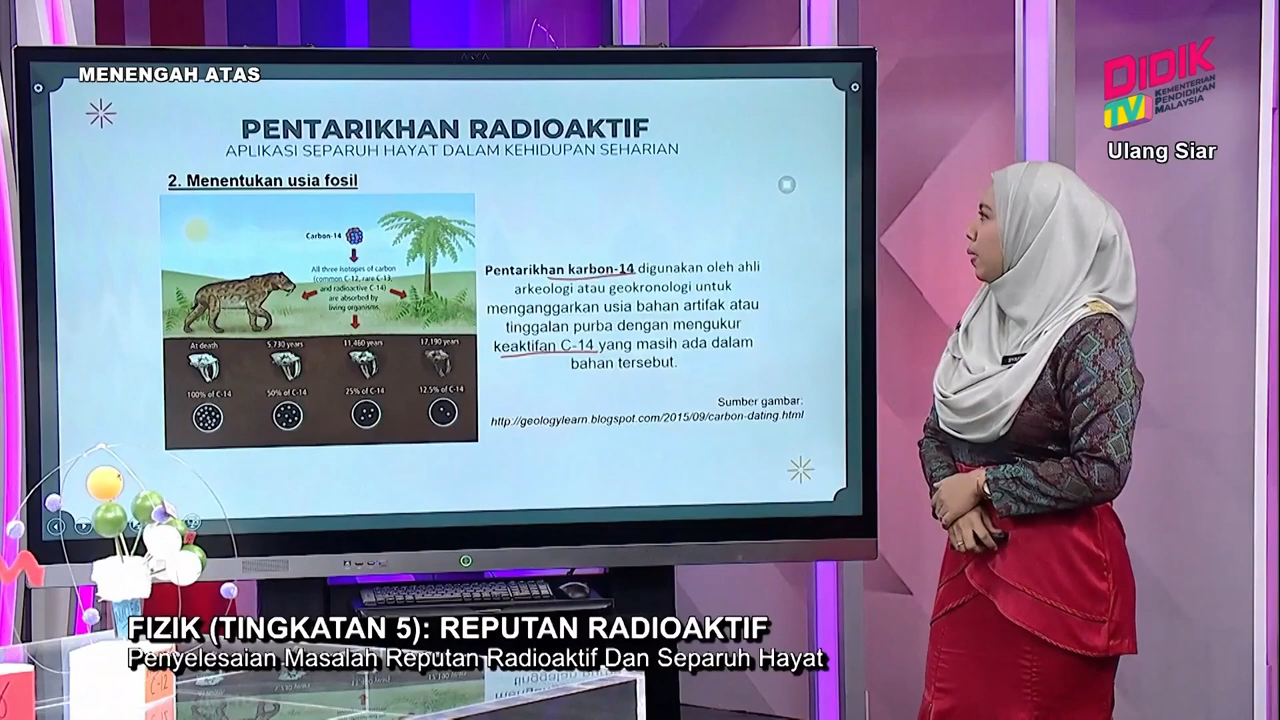 MENENGAH ATAS
DIDIK
TV
KEMENTERIAN
PENDIDIKAN
MALAYSIA
Ulang Siar
PENTARIKHAN RADIOAKTIF
APLIKASI SEPARUH HAYAT DALAM KEHIDUPAN SEHARIAN
2. Menentukan usia fosil
Carbon-14
All three isotopes of carbon
(common C-12, rare C-13,
and radioactive C-14)
are absorbed by
living organisms.
At death 5,730 years 11,460 years 17,190 years
100% of C-14 50% of C-14 25% of C-14 12.5% of C-14
Pentarikhan karbon-14 digunakan oleh ahli
arkeologi atau geokronologi untuk
menganggarkan usia bahan artifak atau
tinggalan purba dengan mengukur
keaktifan C-14 yang masih ada dalam
bahan tersebut.
Sumber gambar:
http://geologylearn.blogspot.com/2015/09/carbon-dating.html
FIZIK (TINGKATAN 5): REPUTAN RADIOAKTIF
Penyelesaian Masalah Reputan Radioaktif Dan Separuh Hayat
C-12